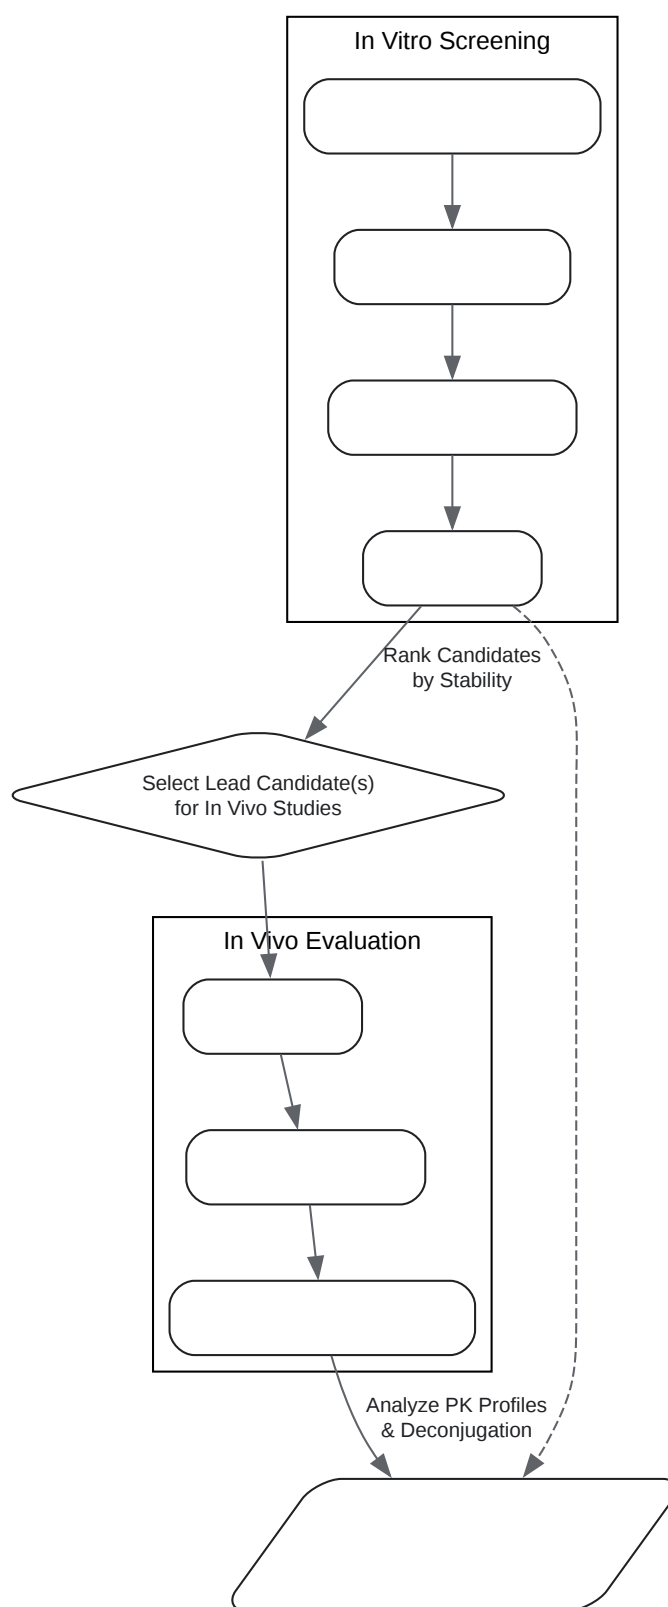 In Vitro Screening
Rank Candidates
by Stability
Select Lead Candidate(s)
for In Vivo Studies
In Vivo Evaluation
Analyze PK Profiles
& Deconjugation